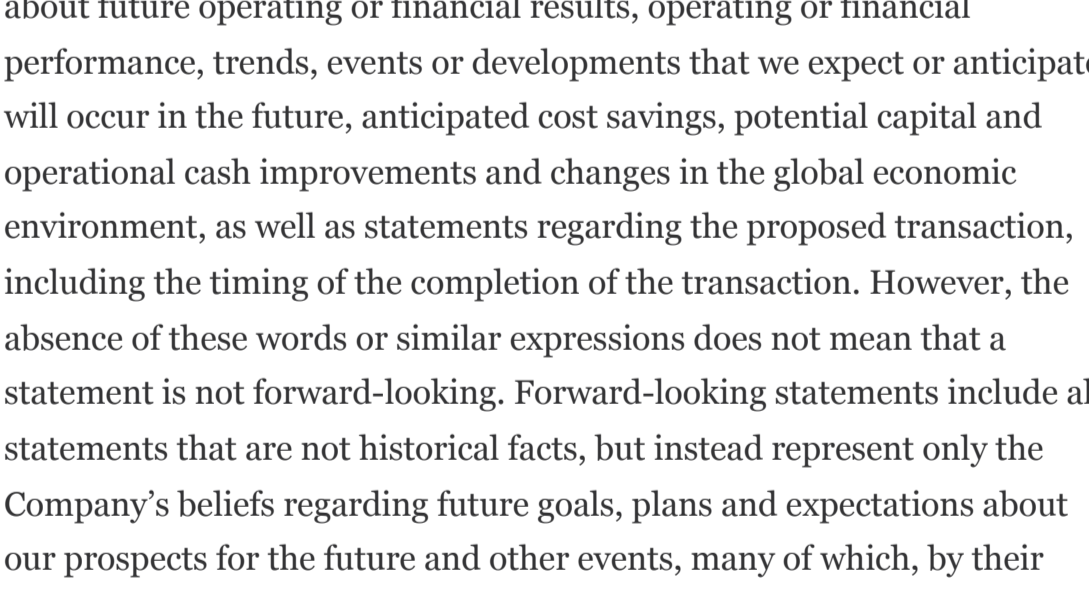 about future operating or financial results, operating or financial
performance, trends, events or developments that we expect or anticipate
will occur in the future, anticipated cost savings, potential capital and
operational cash improvements and changes in the global economic
environment, as well as statements regarding the proposed transaction,
including the timing of the completion of the transaction. However, the
absence of these words or similar expressions does not mean that a
statement is not forward-looking. Forward-looking statements include al
statements that are not historical facts, but instead represent only the
Company’s beliefs regarding future goals, plans and expectations about
our prospects for the future and other events, many of which, by their